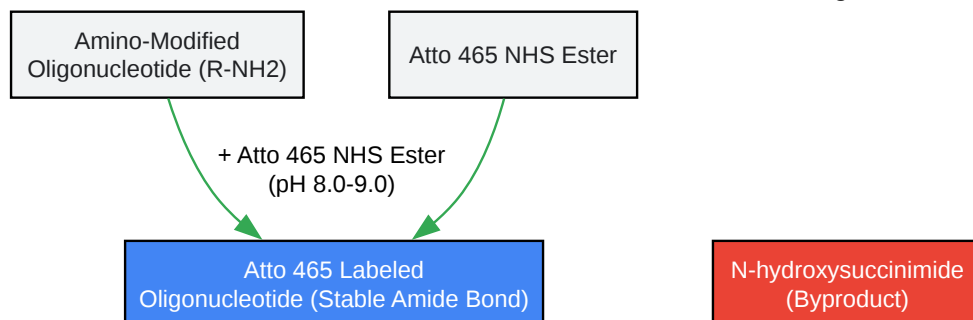 Amino-Modified
Oligonucleotide (R-NH2)
Atto 465 NHS Ester
+ Atto 465 NHS Ester
(pH 8.0-9.0)
Atto 465 Labeled
Oligonucleotide (Stable Amide Bond)
N-hydroxysuccinimide
(Byproduct)